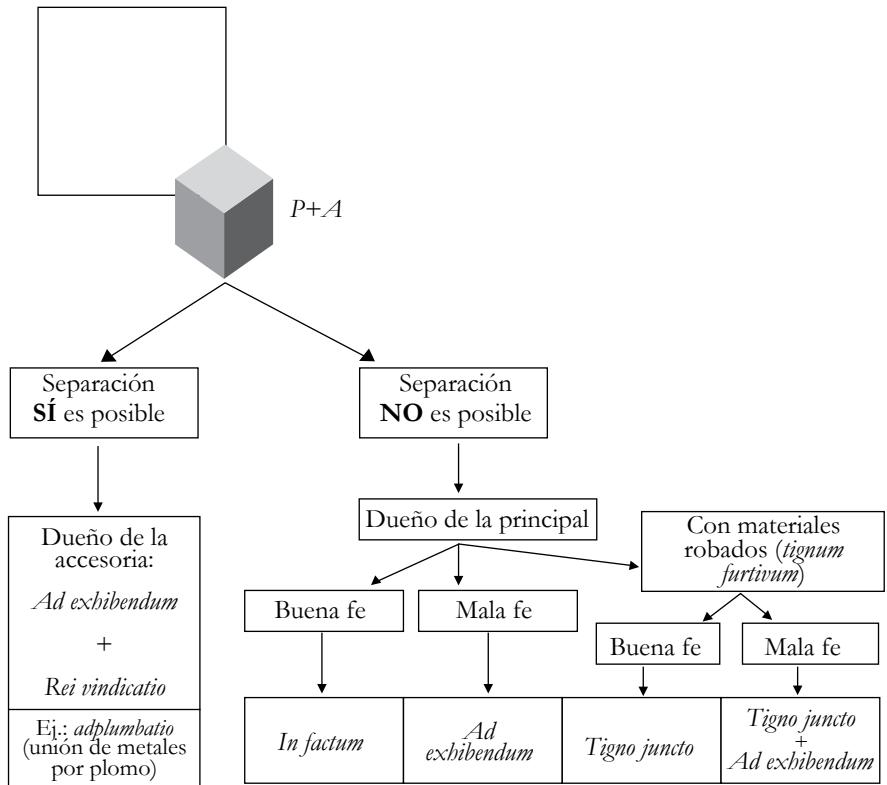 P+A
Separación
SÍ es posible
Separación
NO es posible
Dueño de la
accesoria:
Ad exhibendum
+
Rei vindicatio
Ej.: adplumbatio
(unión de metales
por plomo)
Dueño de la principal
Con materiales
robados (tignum
furtivum)
Buena fe
Mala fe
Buena fe
Mala fe
In factum
Ad
exhibendum
Tigno juncto
Tigno juncto
+
Ad exhibendum